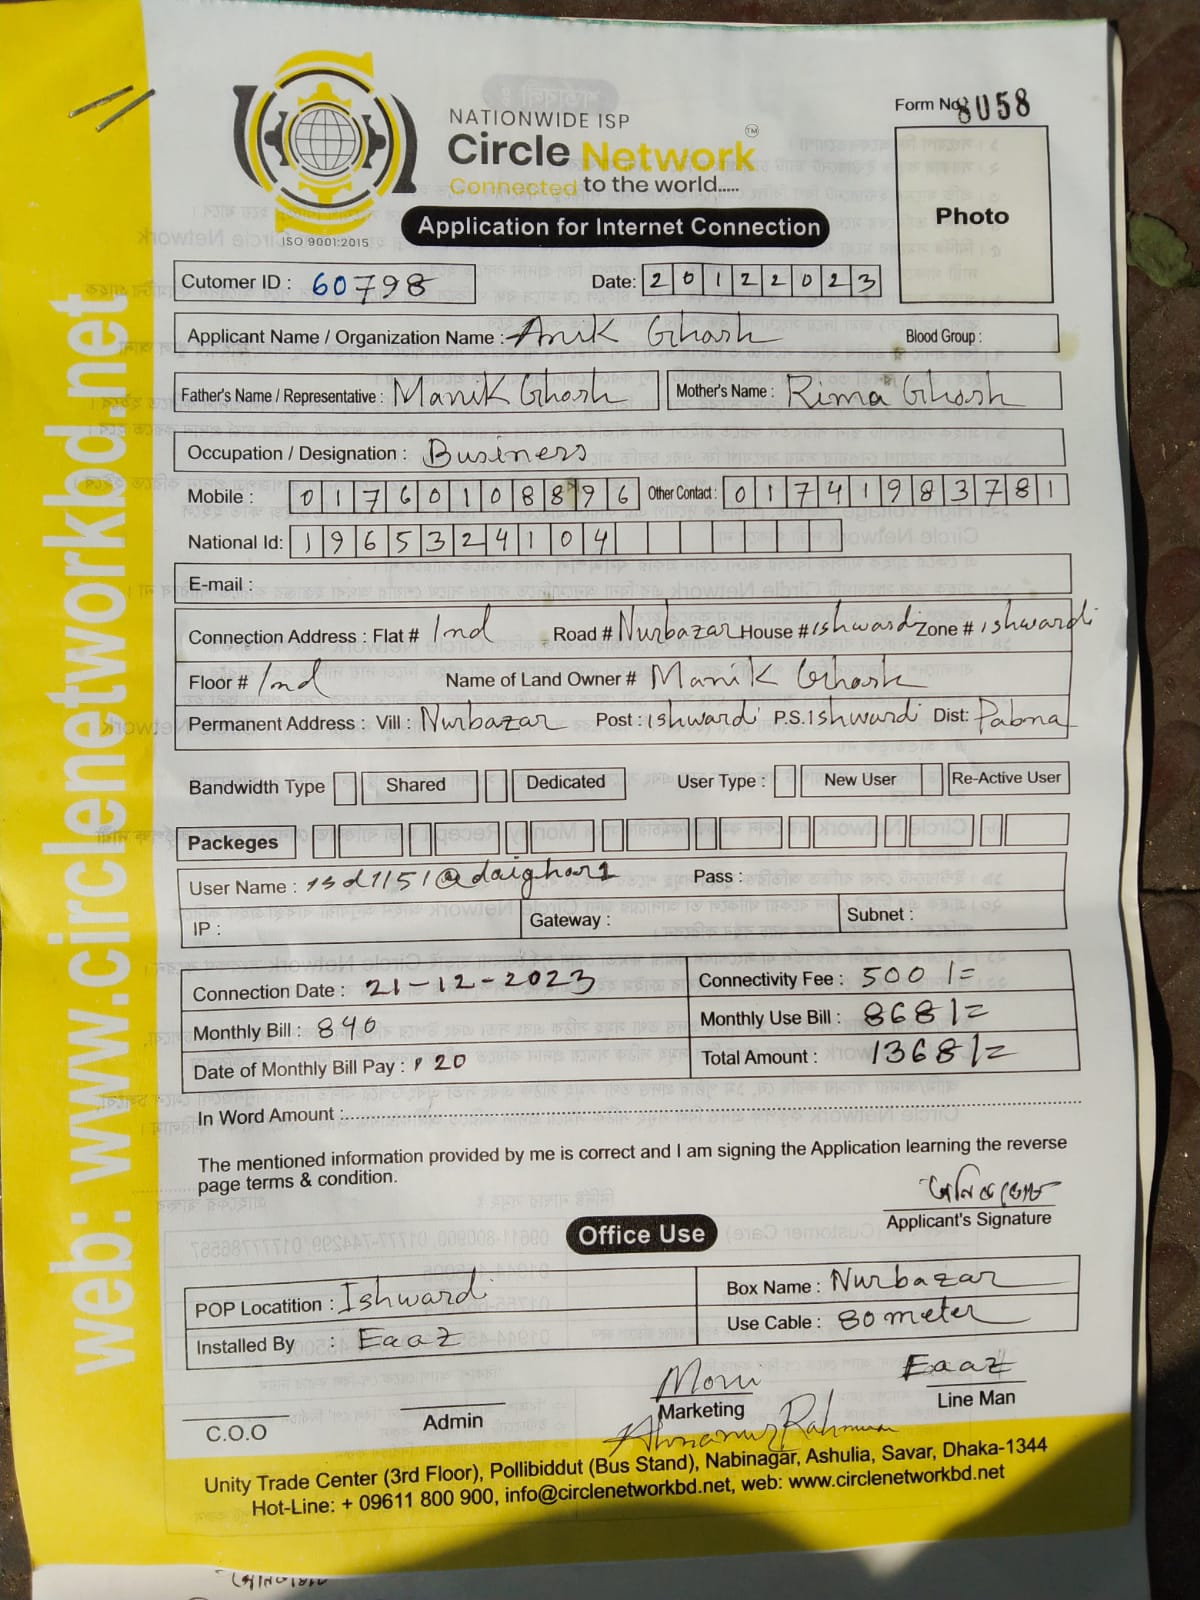 Form No. 8058
NATIONWIDE ISP
Circle Network TM
Connected to the world.....
ISO 9001:2015
Application for Internet Connection
Photo
Cutomer ID : 60798 Date: 20122023
Applicant Name / Organization Name : Anik Ghosh Blood Group :
Father's Name / Representative : Manik Ghosh Mother's Name : Rima Ghosh
Occupation / Designation : Business
Mobile : 01760108896 Other Contact : 01741983781
National Id: 1965324104
E-mail :
Connection Address : Flat # 1nd Road # Nurbazar House # ishwardi Zone # ishwardi
Floor # 1nd Name of Land Owner # Manik Ghosh
Permanent Address : Vill : Nurbazar Post : ishwardi P.S. Ishwardi Dist: Pabna
Bandwidth Type Shared Dedicated User Type : New User Re-Active User
Packeges
User Name : isd1151@daighar1 Pass :
IP : Gateway : Subnet :
Connection Date : 21-12-2023 Connectivity Fee : 500/=
Monthly Bill : 840 Monthly Use Bill : 868/=
Date of Monthly Bill Pay : 20 Total Amount : 1368/=
In Word Amount :
The mentioned information provided by me is correct and I am signing the Application learning the reverse
page terms & condition.
Applicant's Signature
Office Use
POP Locatition : Ishwardi Box Name : Nurbazar
Installed By : Eaaz Use Cable : 80 meter
C.O.O Admin Marketing Eaaz Line Man
Unity Trade Center (3rd Floor), Pollibiddut (Bus Stand), Nabinagar, Ashulia, Savar, Dhaka-1344
Hot-Line: + 09611 800 900, info@circlenetworkbd.net, web: www.circlenetworkbd.net
web: www.circlenetworkbd.net